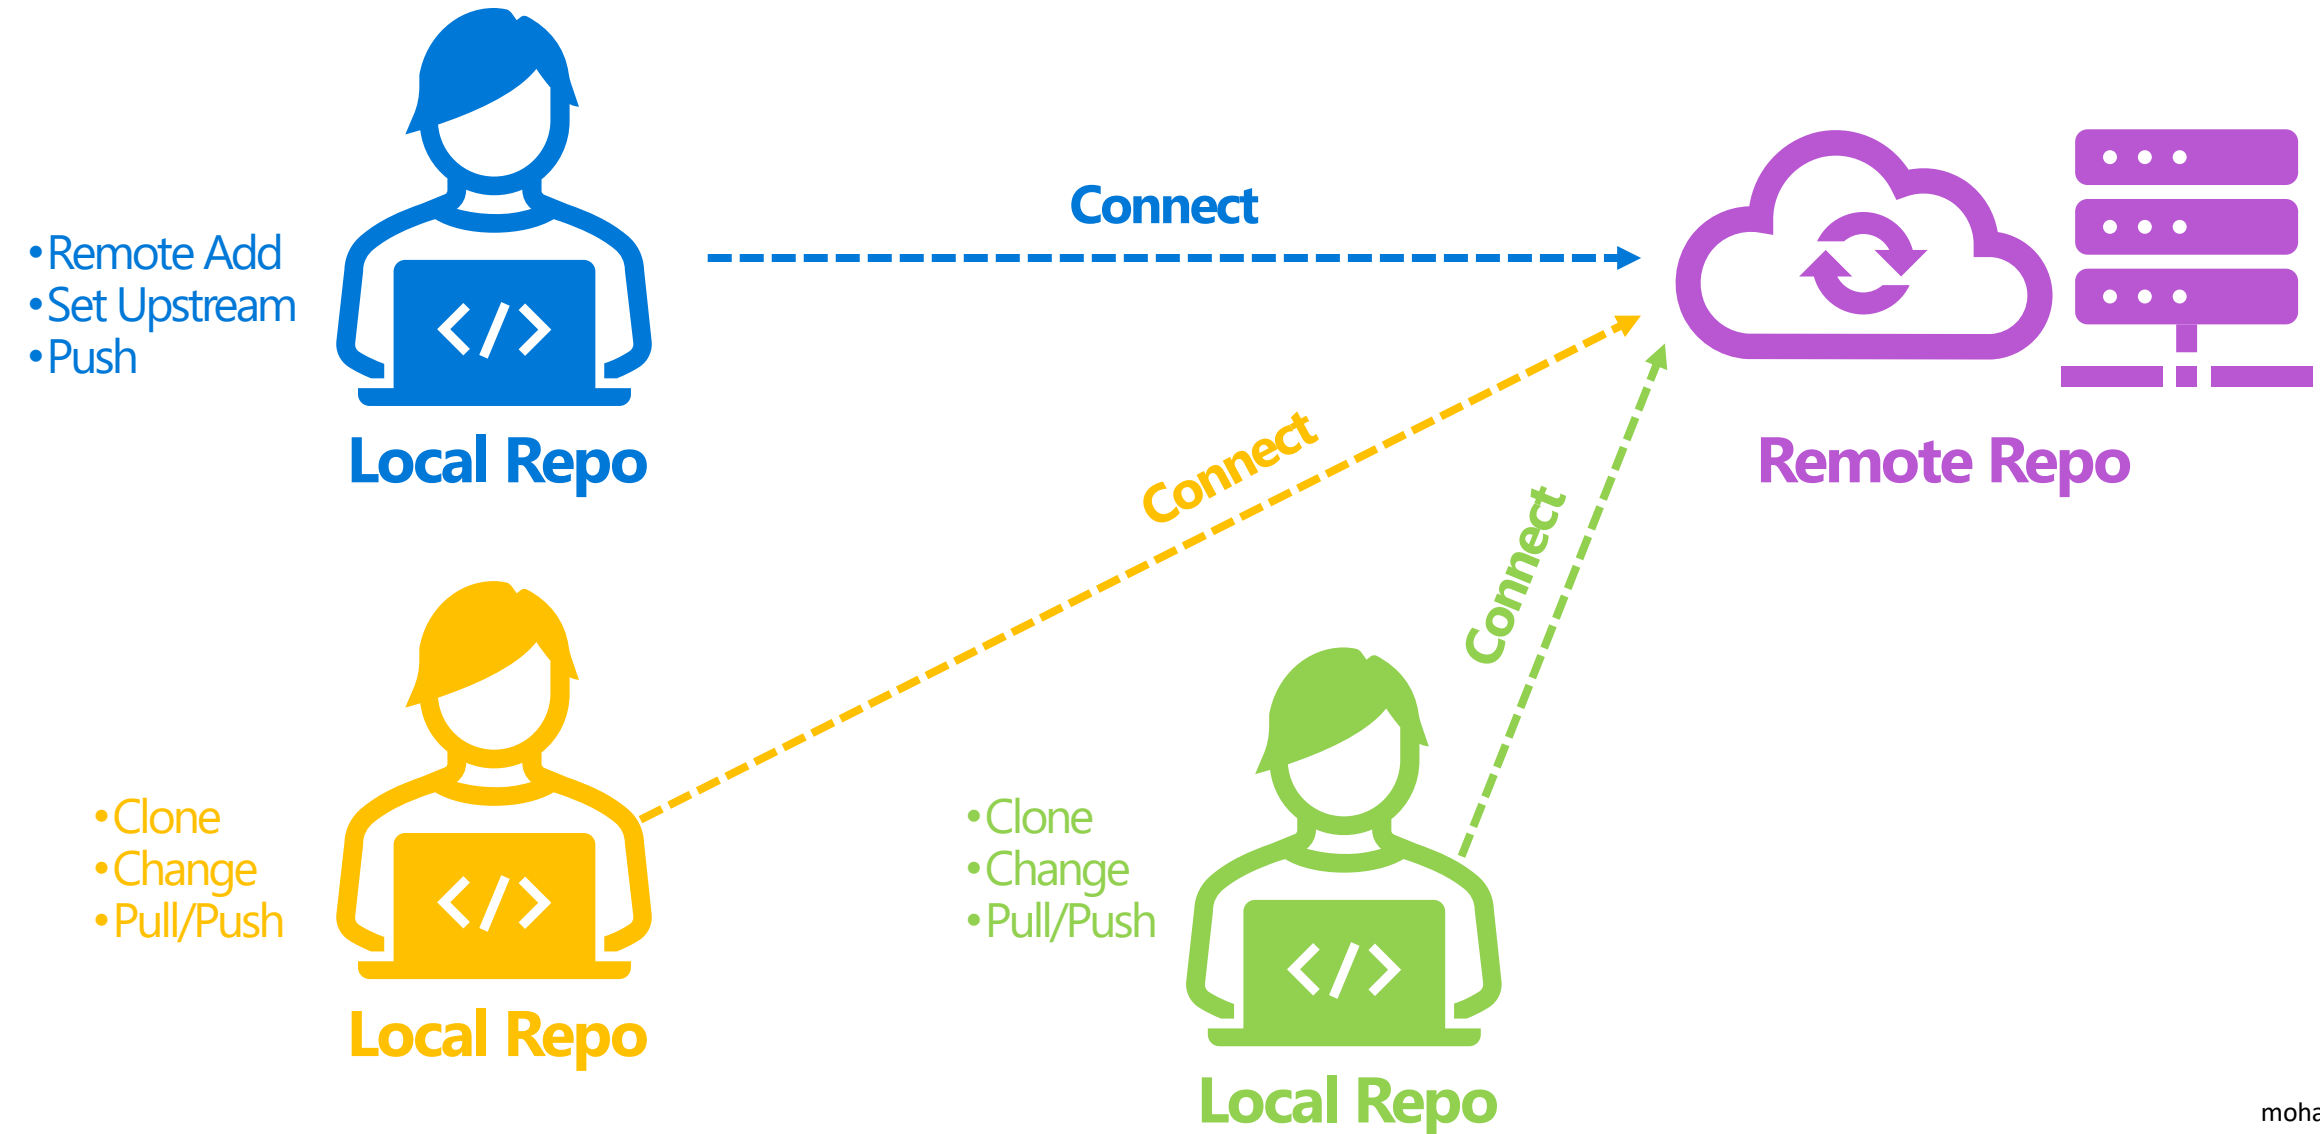 Connect
•Remote Add
•Set Upstream
•Push
Local Repo
Remote Repo
Connect
Connect
•Clone
•Change
•Pull/Push
Local Repo
•Clone
•Change
•Pull/Push
Local Repo